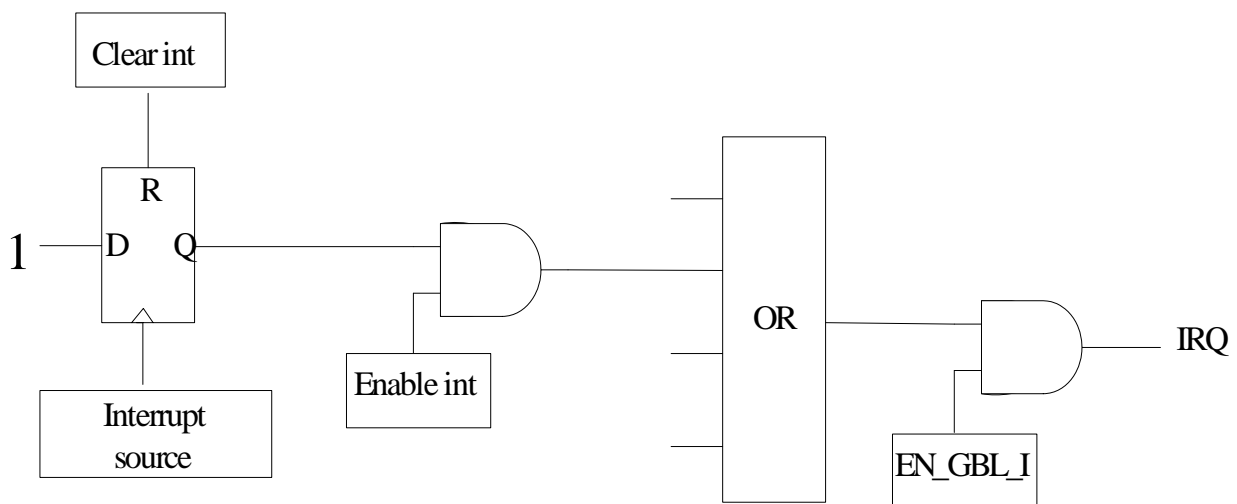 Clear int
R
1
D
Q
OR
IRQ
Enable int
Interrupt
source
EN_GBL_I